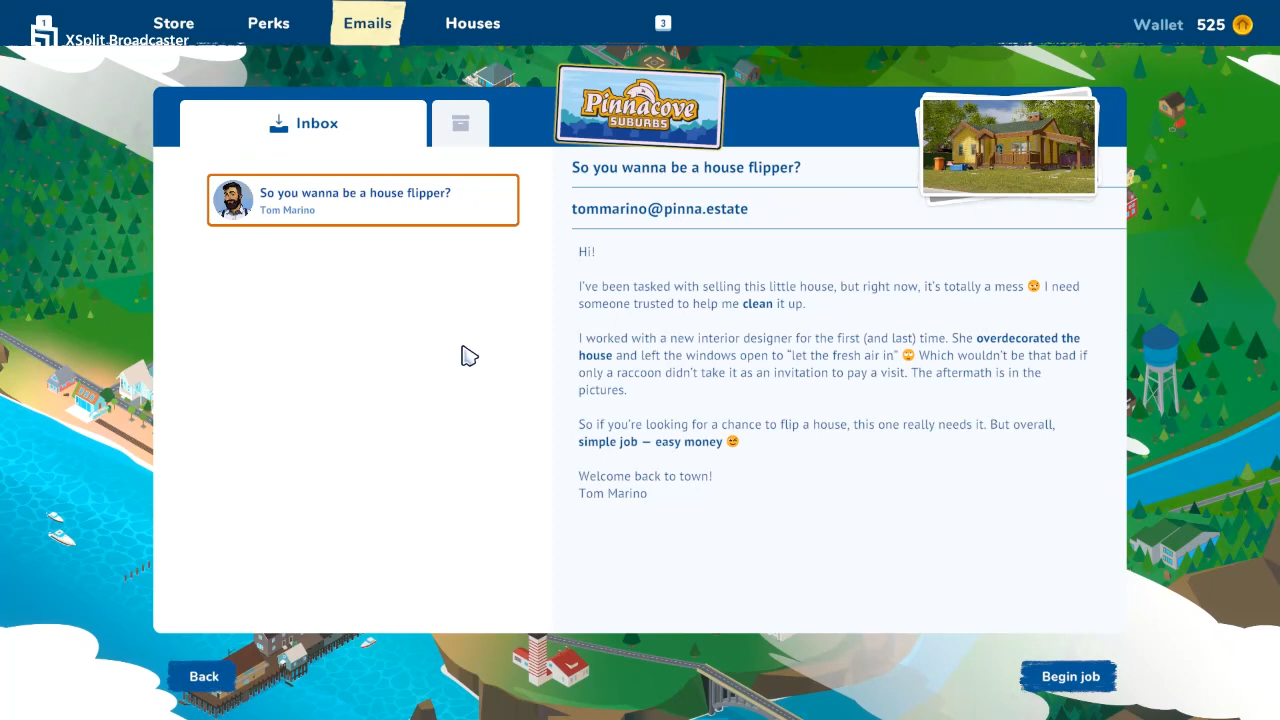 1
Store
Perks
Emails
Houses
3
Wallet 525
XSplit Broadcaster
Inbox
Pinnacove
SUBURBS
So you wanna be a house flipper?
Tom Marino
So you wanna be a house flipper?
tommarino@pinna.estate
Hi!
I've been tasked with selling this little house, but right now, it's totally a mess 😟 I need
someone trusted to help me clean it up.
I worked with a new interior designer for the first (and last) time. She overdecorated the
house and left the windows open to “let the fresh air in” 🙄 Which wouldn't be that bad if
only a raccoon didn't take it as an invitation to pay a visit. The aftermath is in the
pictures.
So if you're looking for a chance to flip a house, this one really needs it. But overall,
simple job — easy money 😊
Welcome back to town!
Tom Marino
Back
Begin job